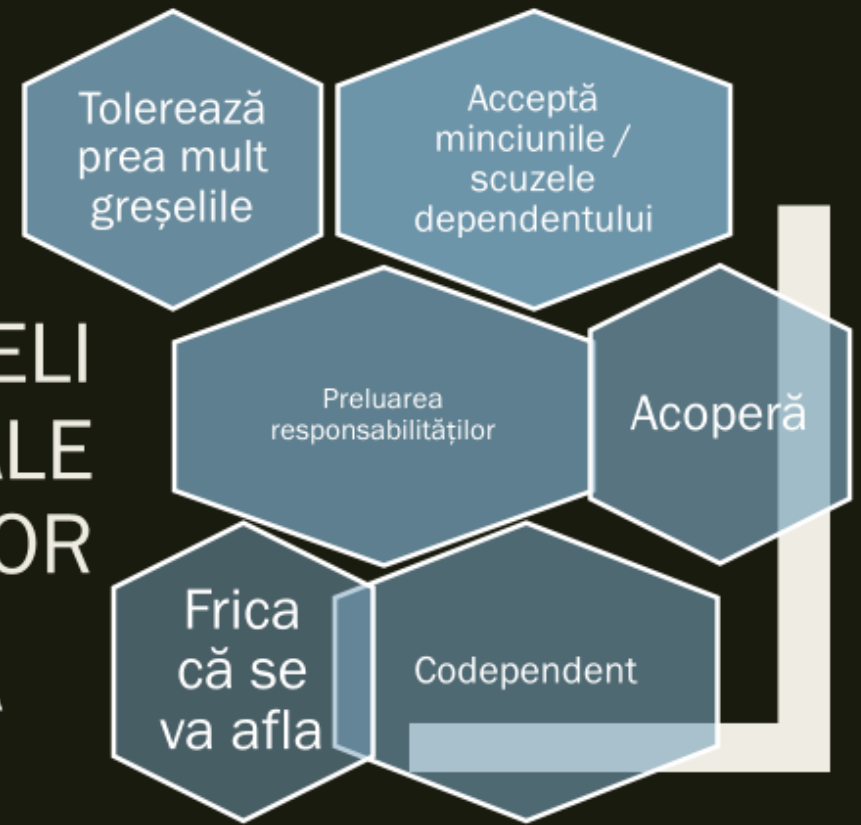 Tolerează
prea mult
greșelile
Acceptă
minciunile /
scuzele
dependentului
Preluarea
responsabilităților
Acoperă
Frica
că se
va afla
Codependent